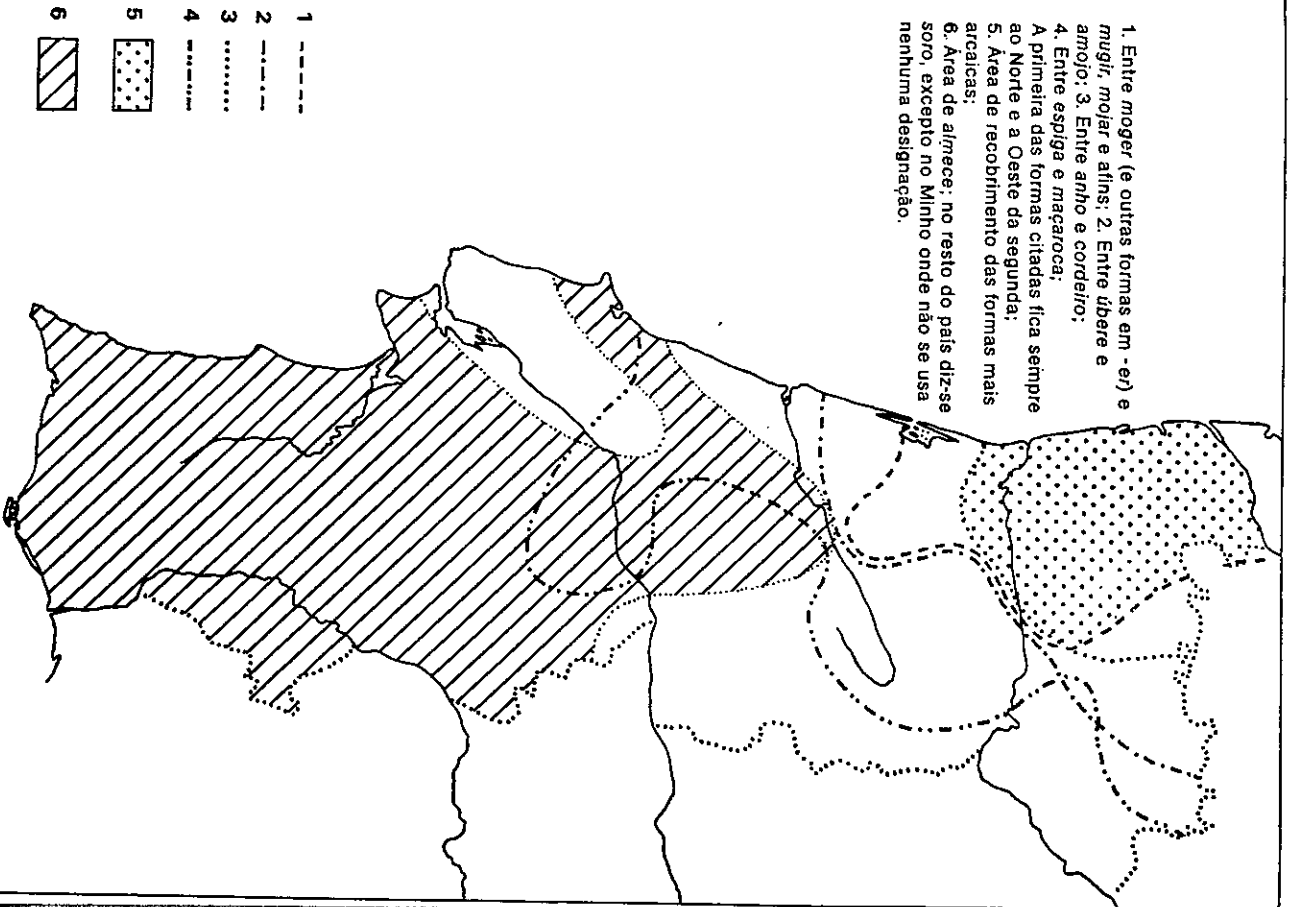 1. Entre moger (e outras formas em -er) e
mugir, mojar e afins; 2. Entre úbere e
amojo; 3. Entre anho e cordeiro;
4. Entre espiga e maçaroca;
A primeira das formas citadas fica sempre
ao Norte e a Oeste da segunda;
5. Área de recobrimento das formas mais
arcaicas;
6. Área de almece; no resto do país diz-se
soro, excepto no Minho onde não se usa
nenhuma designação.
1
2
3
4
5
6